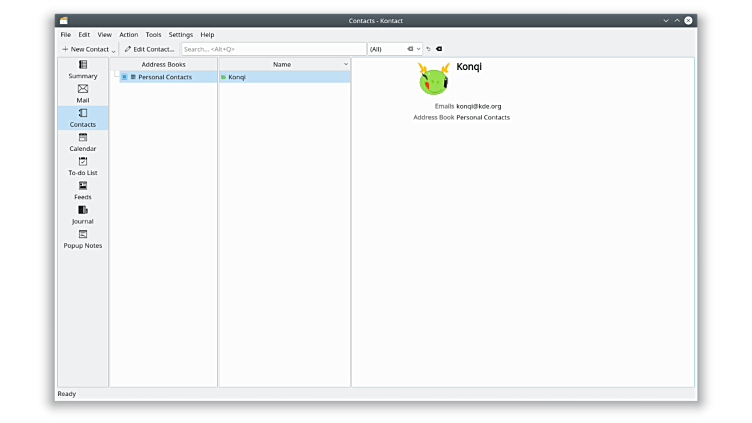 Contacts - Kontact
File Edit View Action Tools Settings Help
New Contact Edit Contact... Search... <Alt+Q> (All)
Address Books Name
Personal Contacts Konqi
Summary
Mail
Contacts
Calendar
To-do List
Feeds
Journal
Popup Notes
Konqi
Emails konqi@kde.org
Address Book Personal Contacts
Ready